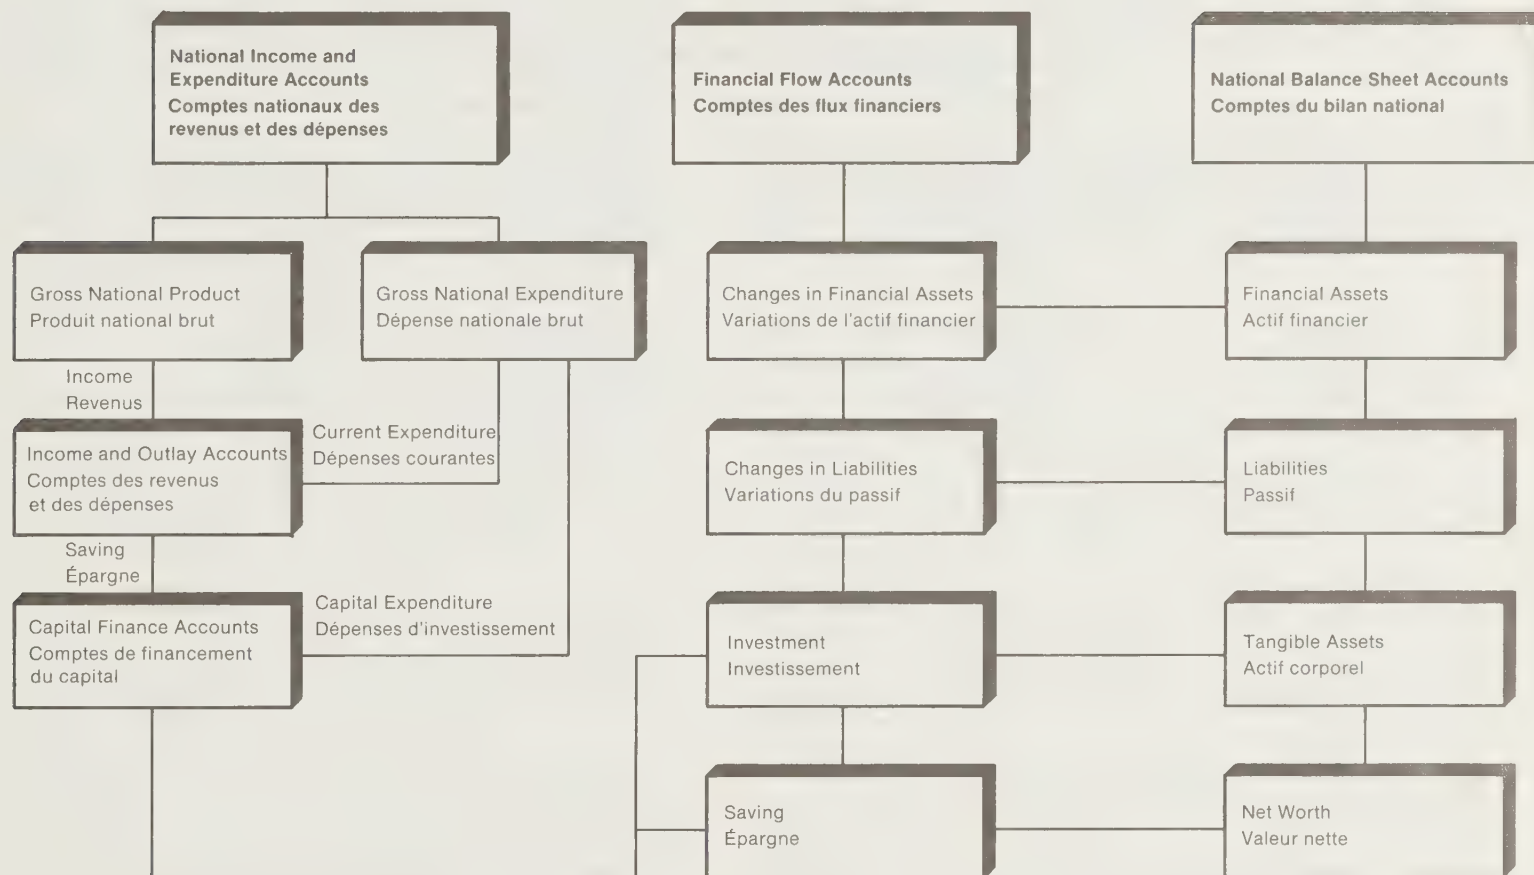 National Income and
Expenditure Accounts
Comptes nationaux des
revenus et des dépenses
Financial Flow Accounts
Comptes des flux financiers
National Balance Sheet Accounts
Comptes du bilan national
Gross National Product
Produit national brut
Gross National Expenditure
Dépense nationale brut
Changes in Financial Assets
Variations de l'actif financier
Financial Assets
Actif financier
Income
Revenus
Income and Outlay Accounts
Comptes des revenus
et des dépenses
Current Expenditure
Dépenses courantes
Changes in Liabilities
Variations du passif
Liabilities
Passif
Saving
Épargne
Capital Finance Accounts
Comptes de financement
du capital
Capital Expenditure
Dépenses d'investissement
Investment
Investissement
Tangible Assets
Actif corporel
Saving
Épargne
Net Worth
Valeur nette